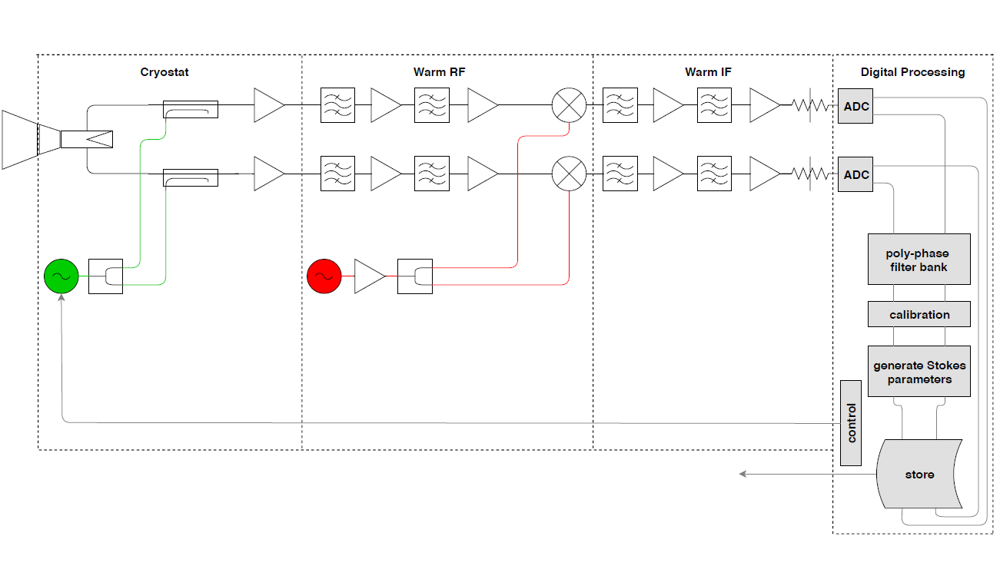 Cryostat
Warm RF
Warm IF
Digital Processing
ADC
ADC
poly-phase
filter bank
calibration
generate Stokes
parameters
control
store